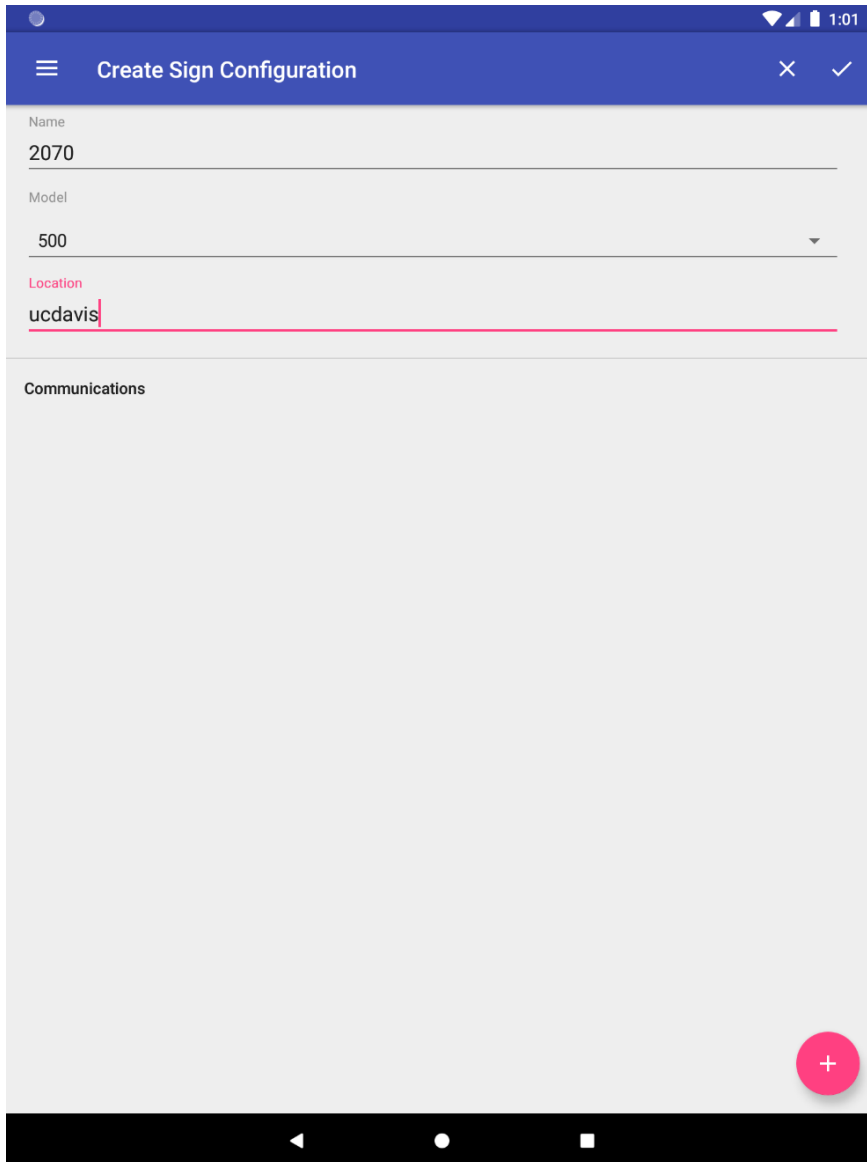 1:01
Create Sign Configuration
Name
2070
Model
500
Location
ucdavis
Communications